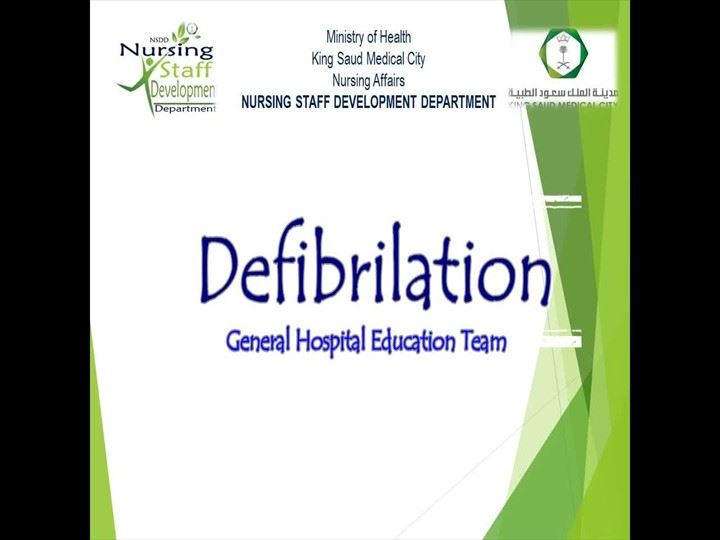 NSDD
Nursing
Staff
Developmen
Department
Ministry of Health
King Saud Medical City
Nursing Affairs
NURSING STAFF DEVELOPMENT DEPARTMENT
مدينة الملك سعود الطبية
KING SAUD MEDICAL CITY
Defibrilation
General Hospital Education Team